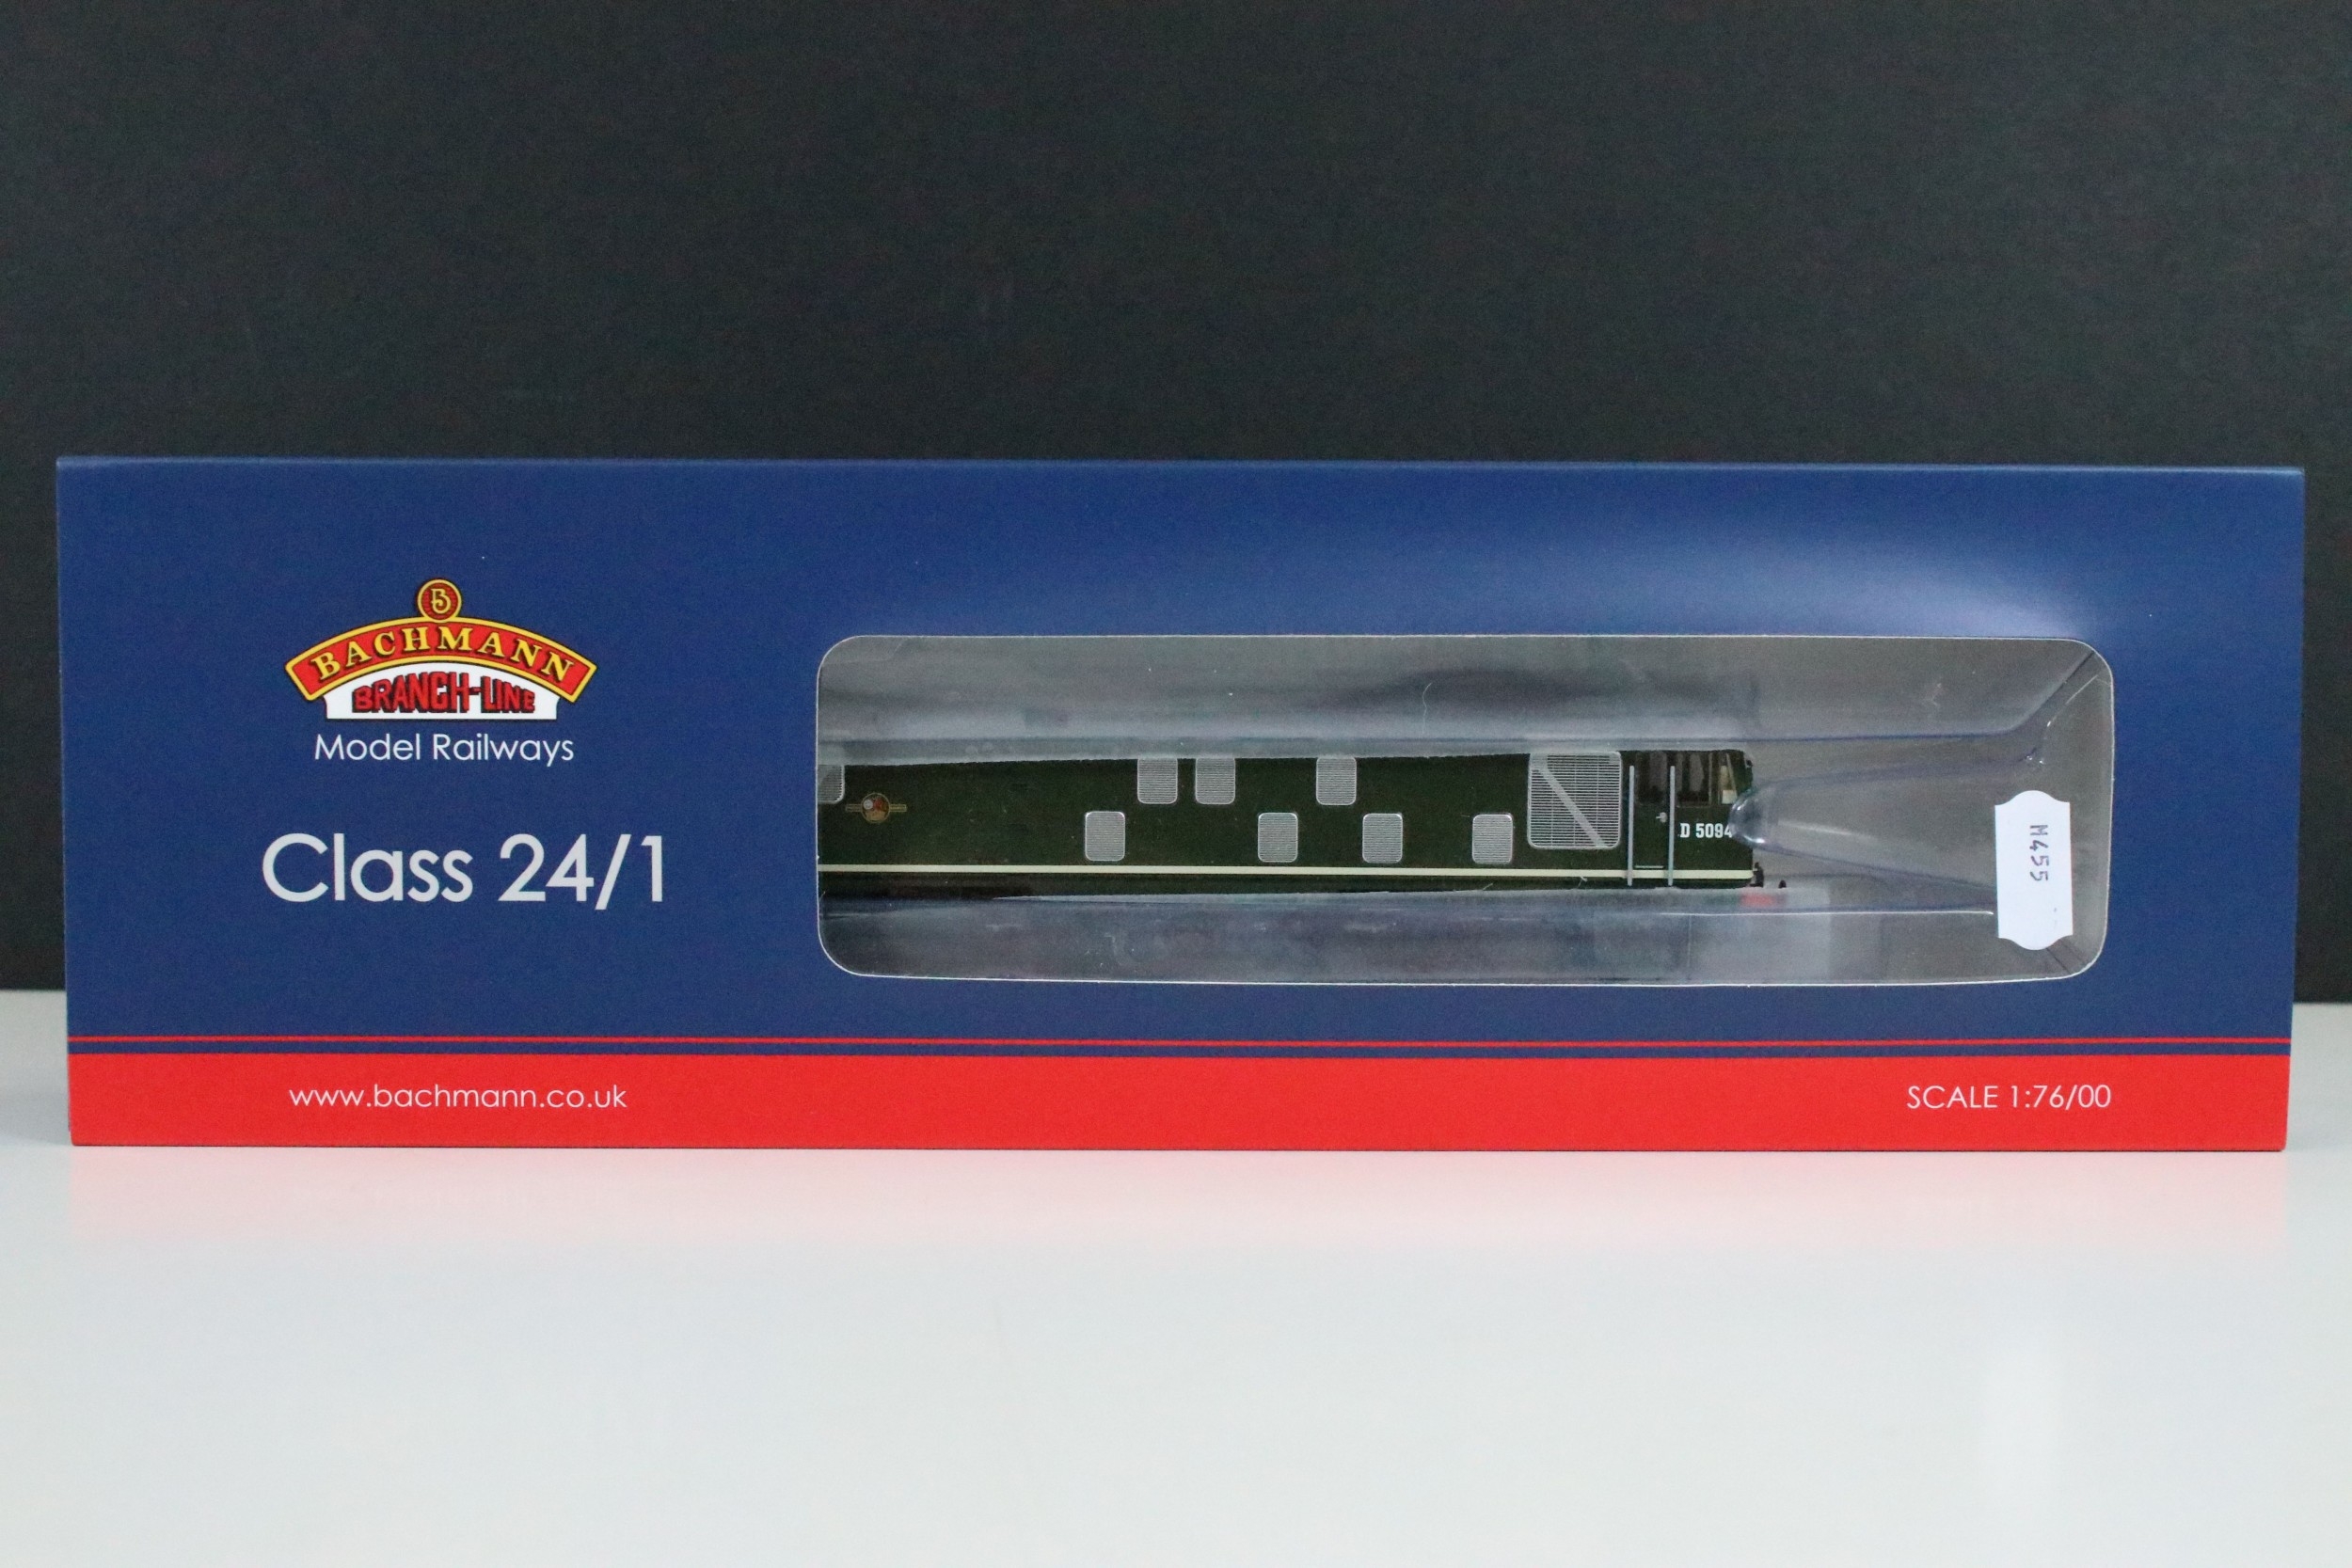 B
BACHMANN
BRANCH-LINE
Model Railways
Class 24/1
D 5094
M455
www.bachmann.co.uk
SCALE 1:76/00